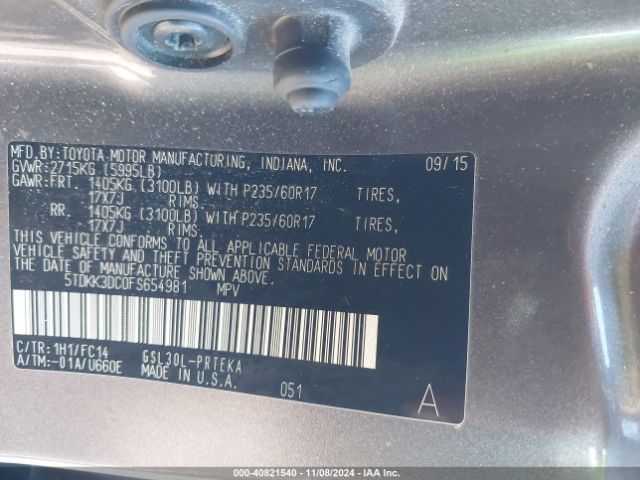 MFD.BY:TOYOTA MOTOR MANUFACTURING, INDIANA, INC. 09/15
GVWR:2715KG (5995LB)
GAWR:FRT. 1405KG (3100LB) WITH P235/60R17 TIRES,
17X7J RIMS.
RR. 1405KG (3100LB) WITH P235/60R17 TIRES,
17X7J RIMS.
THIS VEHICLE CONFORMS TO ALL APPLICABLE FEDERAL MOTOR
VEHICLE SAFETY AND THEFT PREVENTION STANDARDS IN EFFECT ON
THE DATE OF MANUFACTURE SHOWN ABOVE.
5TDKK3DC0FS654981 MPV
C/TR:1H1/FC14 GSL30L-PRTEKA
A/TM:-01A/U660E MADE IN U.S.A.
051
A
000-40821540 - 11/08/2024 - IAA Inc.